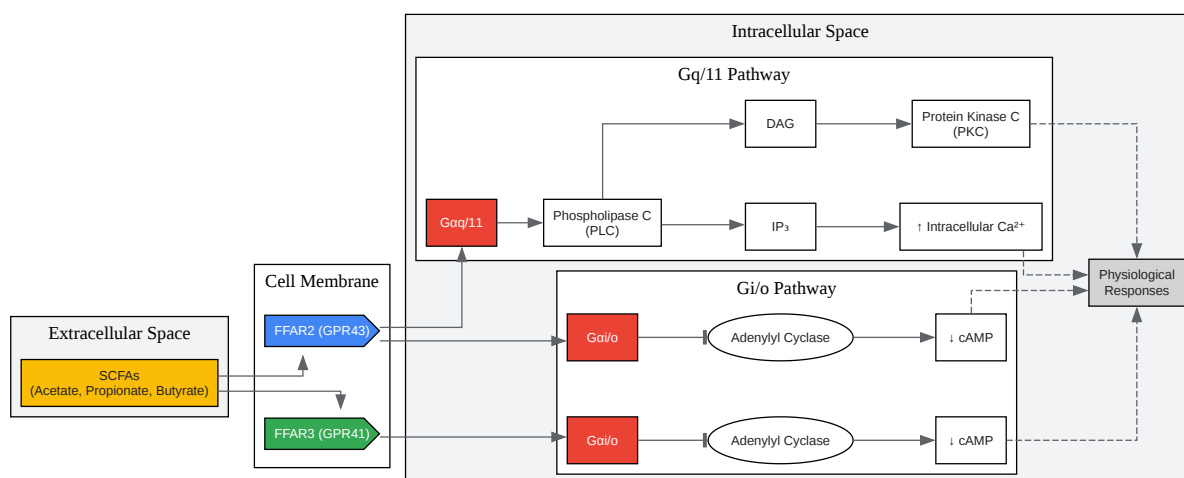 Intracellular Space
Gq/11 Pathway
DAG
Protein Kinase C
(PKC)
Gαq/11
Phospholipase C
(PLC)
IP₃
↑ Intracellular Ca²⁺
Cell Membrane
Gi/o Pathway
Physiological
Responses
Extracellular Space
FFAR2 (GPR43)
Gαi/o
Adenylyl Cyclase
↓ cAMP
SCFAs
(Acetate, Propionate, Butyrate)
FFAR3 (GPR41)
Gαi/o
Adenylyl Cyclase
↓ cAMP